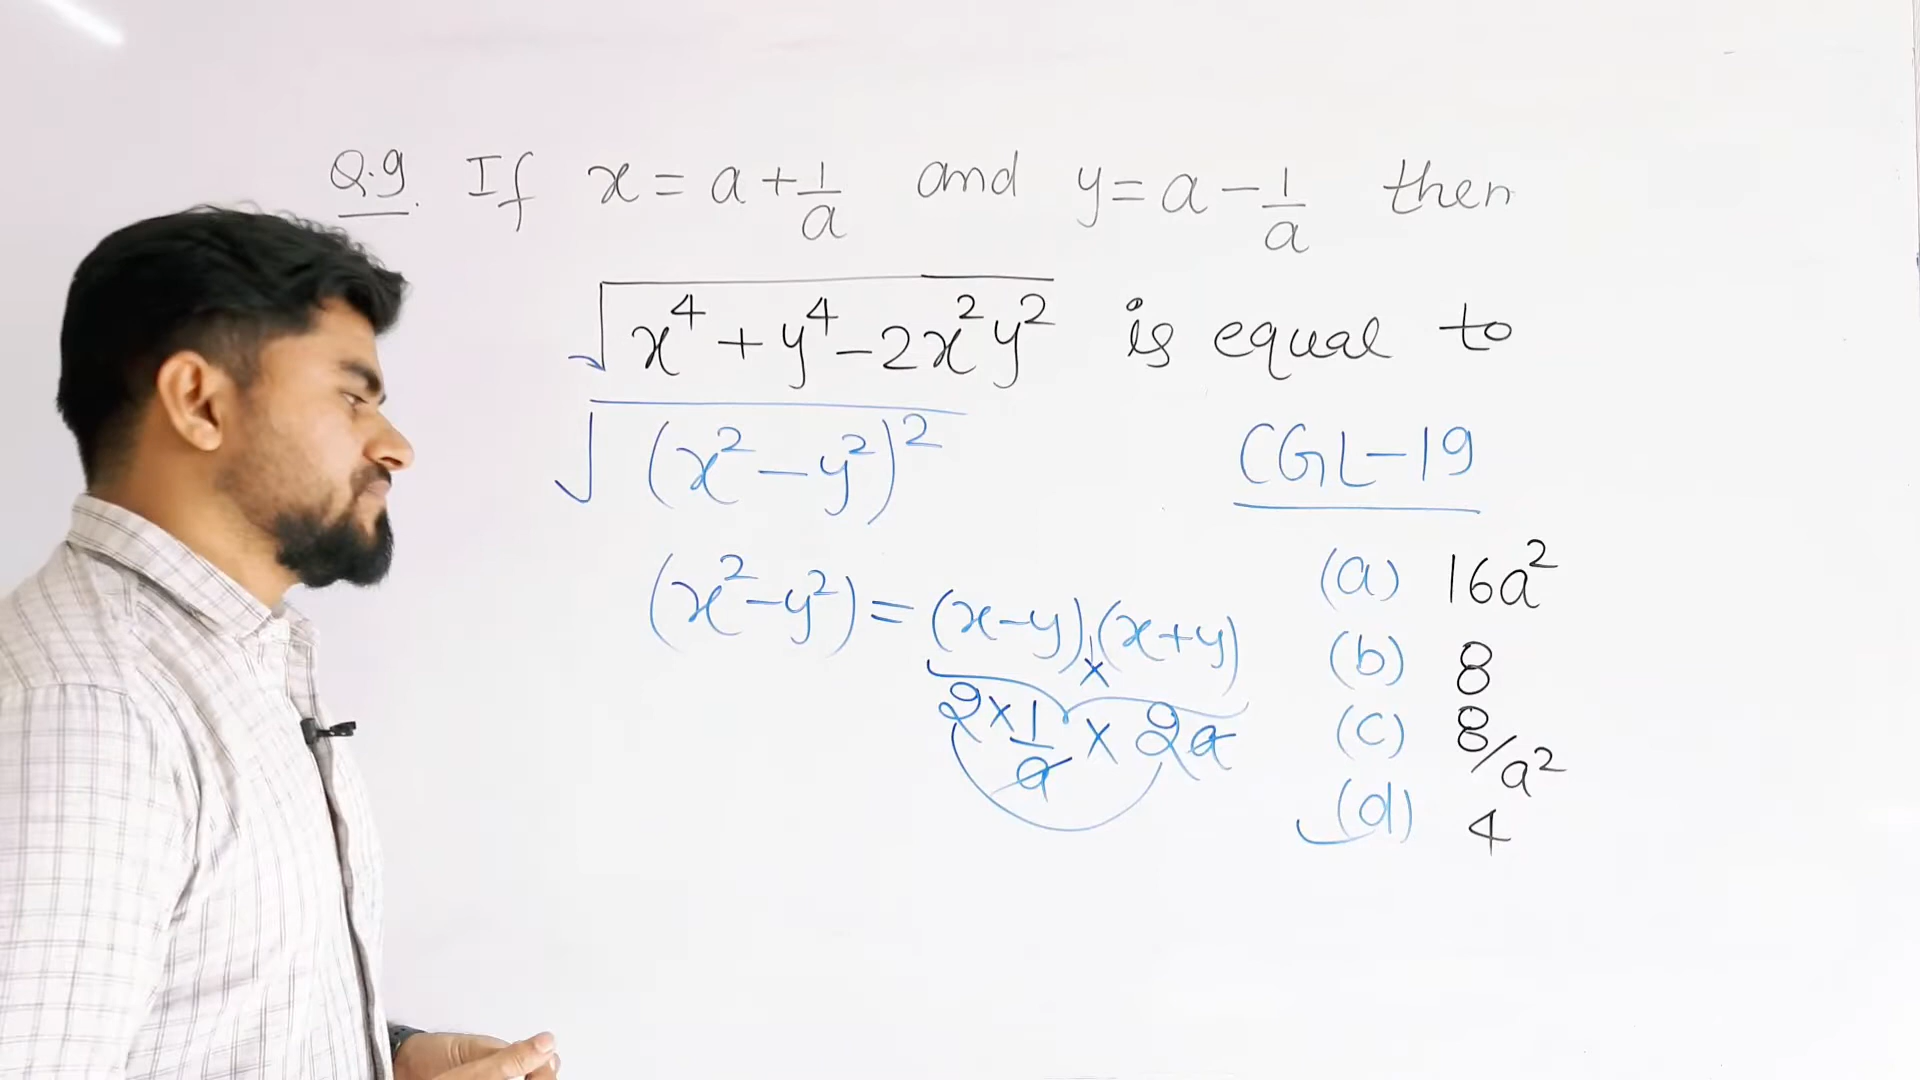 Q.9. If x = a + 1/a and y = a - 1/a then
√(x⁴ + y⁴ - 2x²y²) is equal to
√(x² - y²)²
CGL-19
(x² - y²) = (x-y) × (x+y)
2 × 1/a × 2a
(a) 16a²
(b) 8
(c) 8/a²
(d) 4